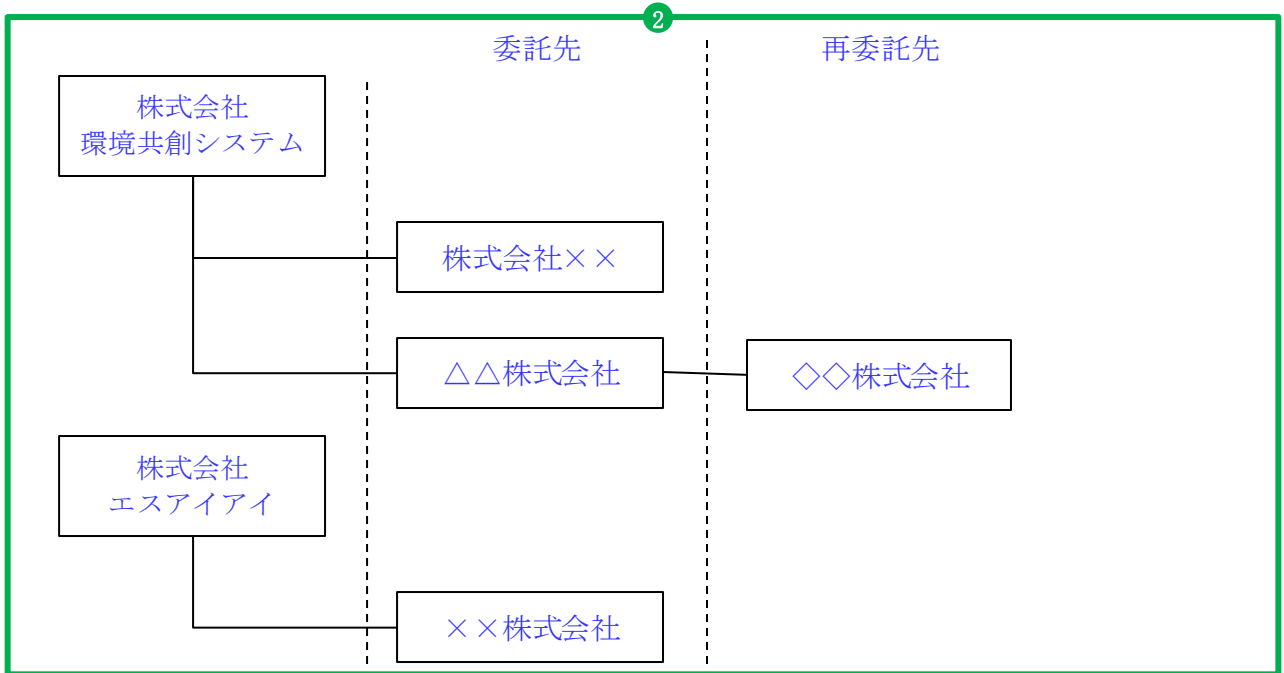 2
委託先
再委託先
株式会社
環境共創システム
株式会社××
△△株式会社
◇◇株式会社
株式会社
エスアイアイ
××株式会社